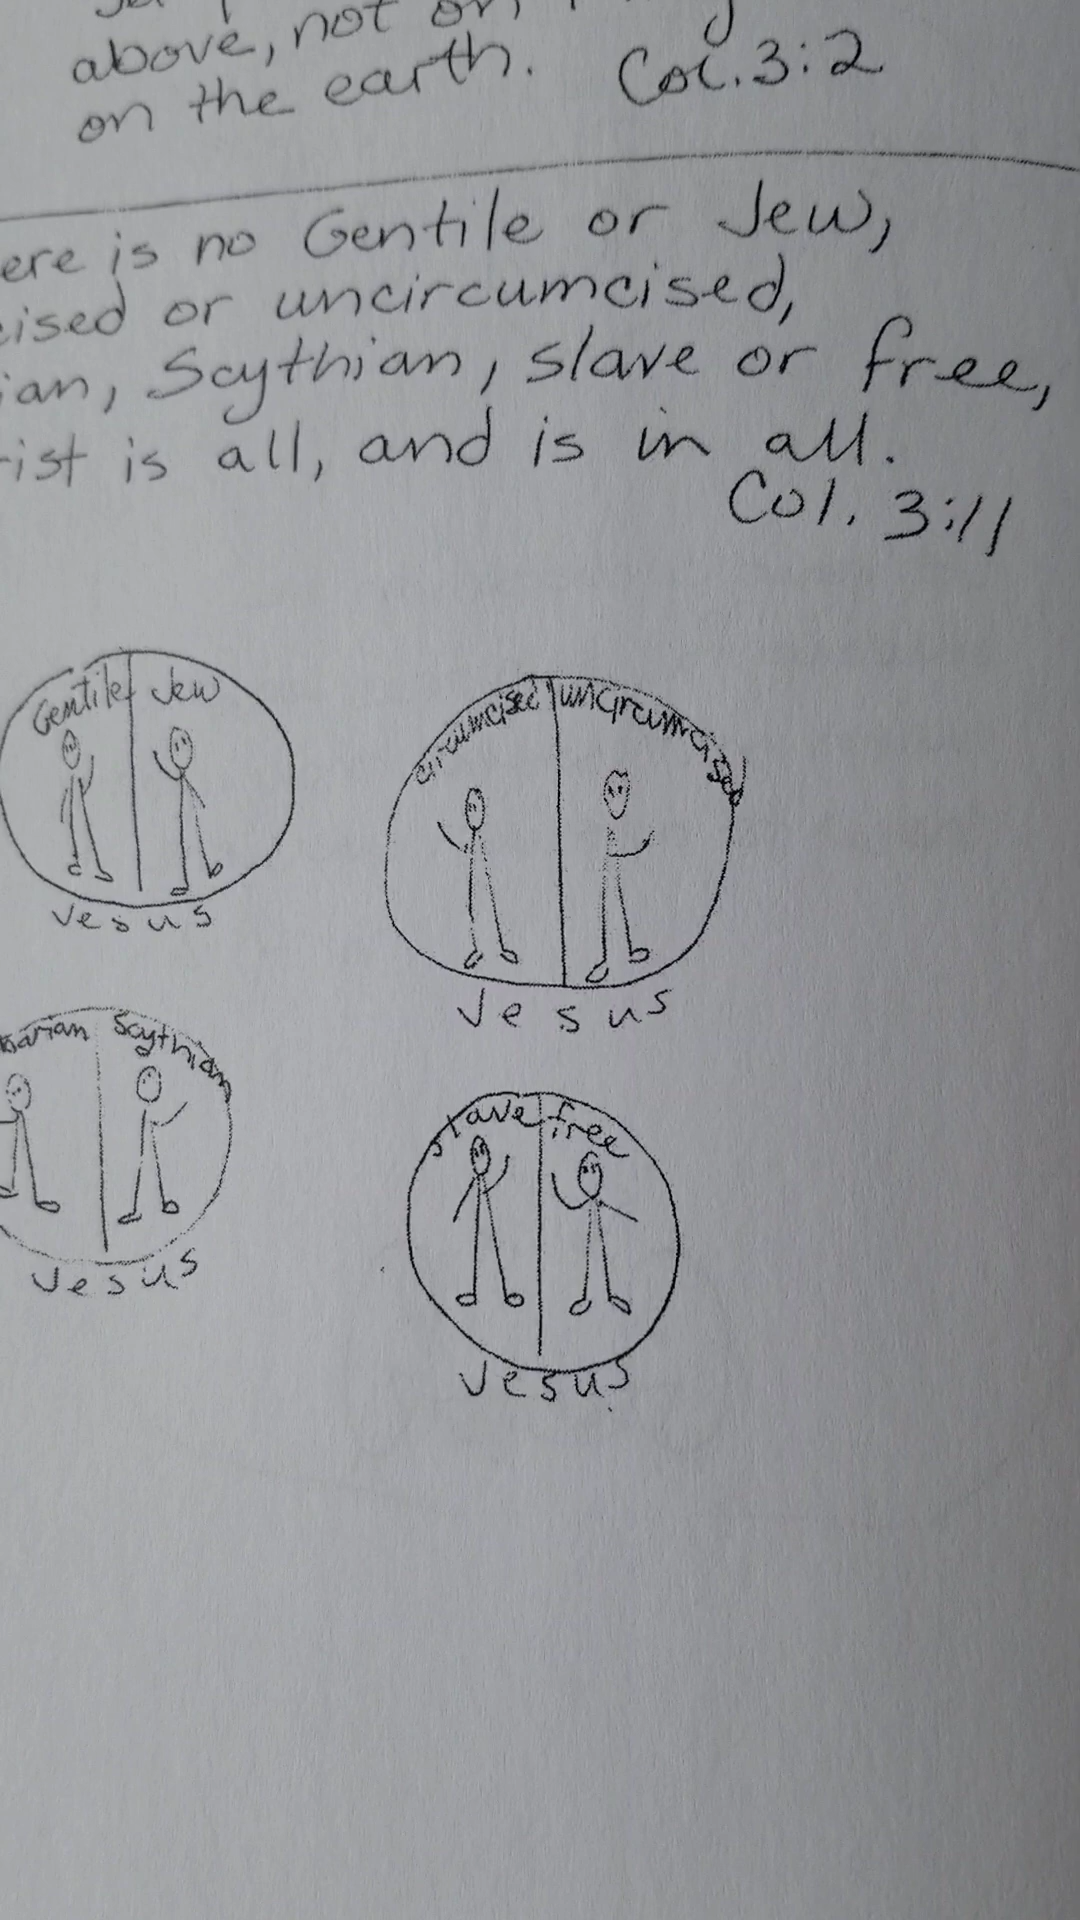 above, not on
on the earth. Col. 3:2
ere is no Gentile or Jew,
cised or uncircumcised,
ian, Scythian, slave or free,
rist is all, and is in all.
Col. 3:11
Gentile Jew
Jesus
circumcised uncircumcised
Jesus
barian Scythian
Jesus
slave free
Jesus